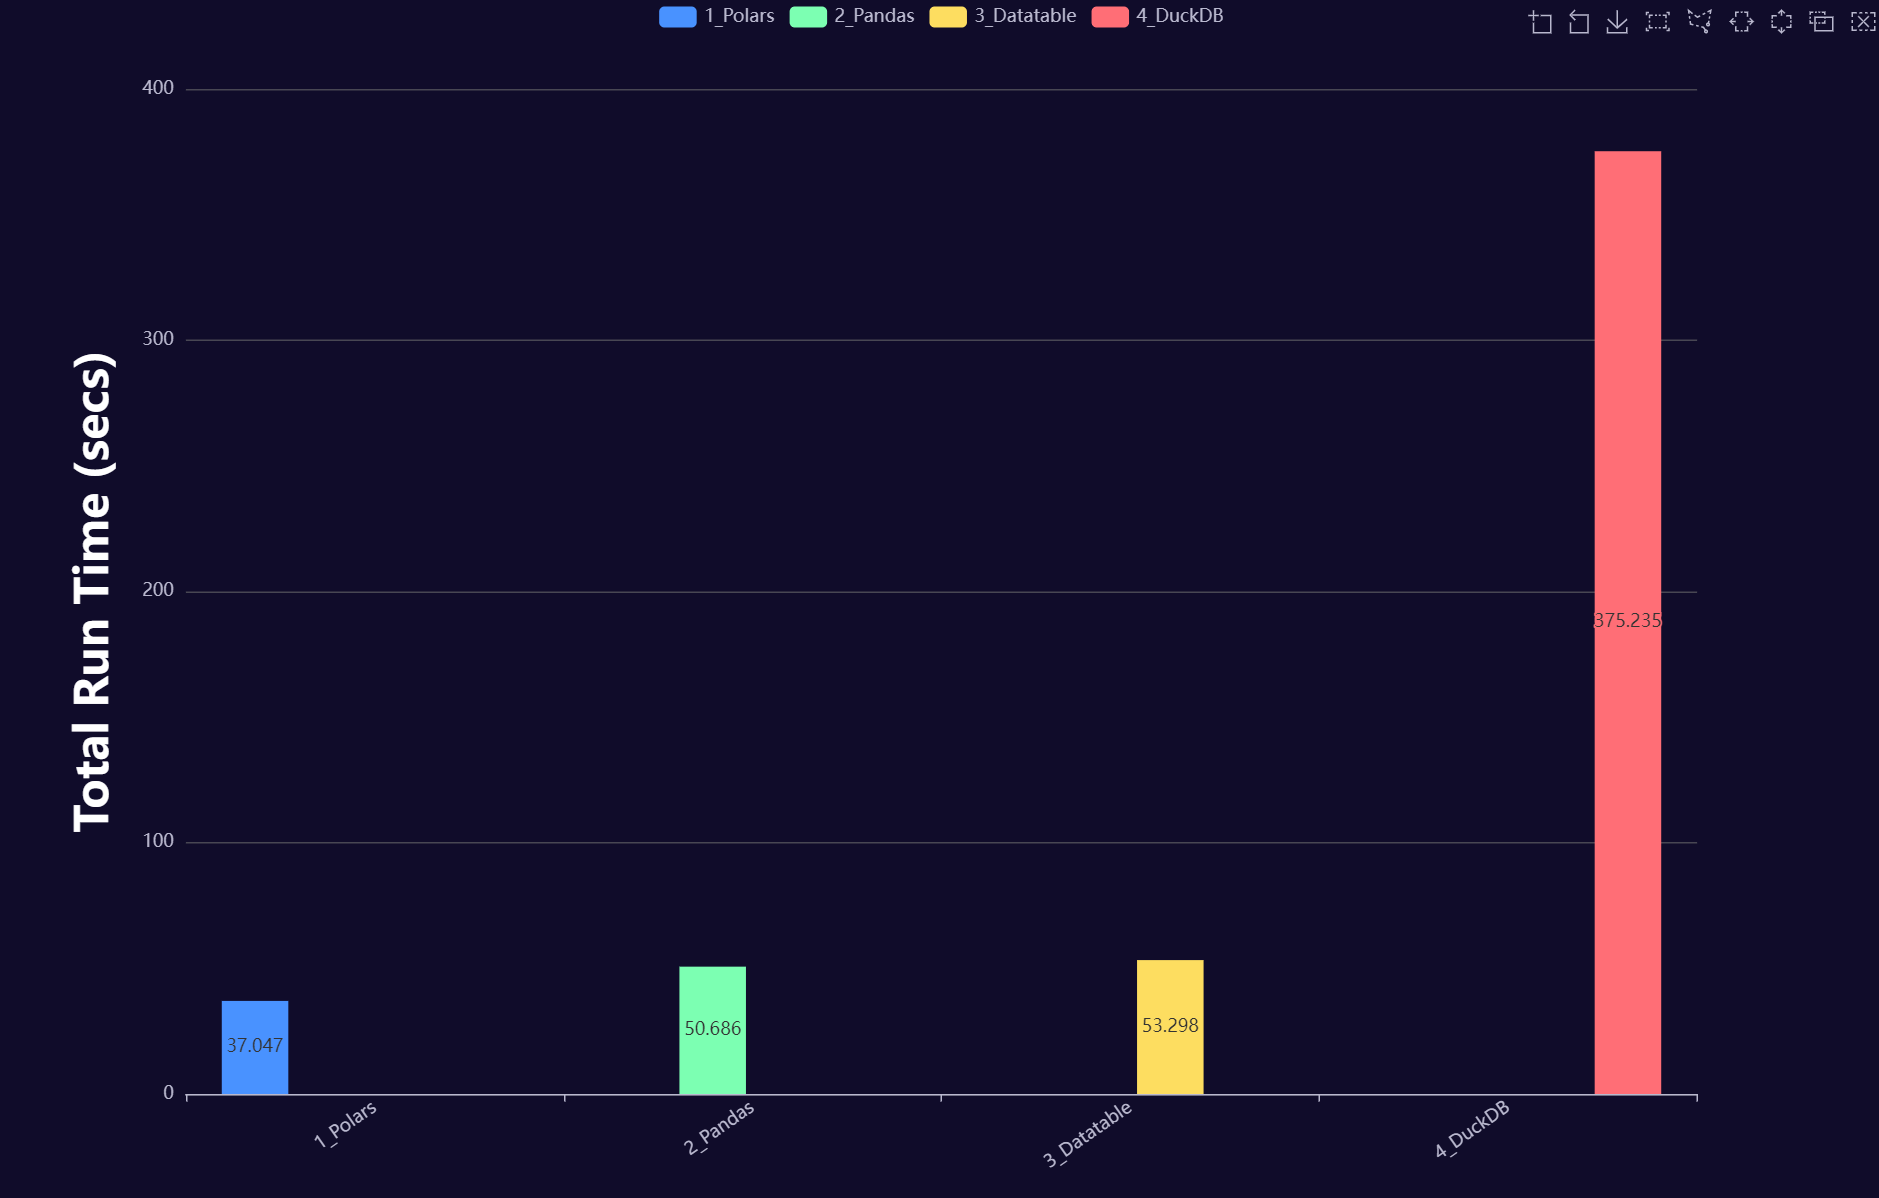 1_Polars 2_Pandas 3_Datatable 4_DuckDB
400
300
200
100
0
Total Run Time (secs)
37.047
50.686
53.298
375.235
1_Polars
2_Pandas
3_Datatable
4_DuckDB